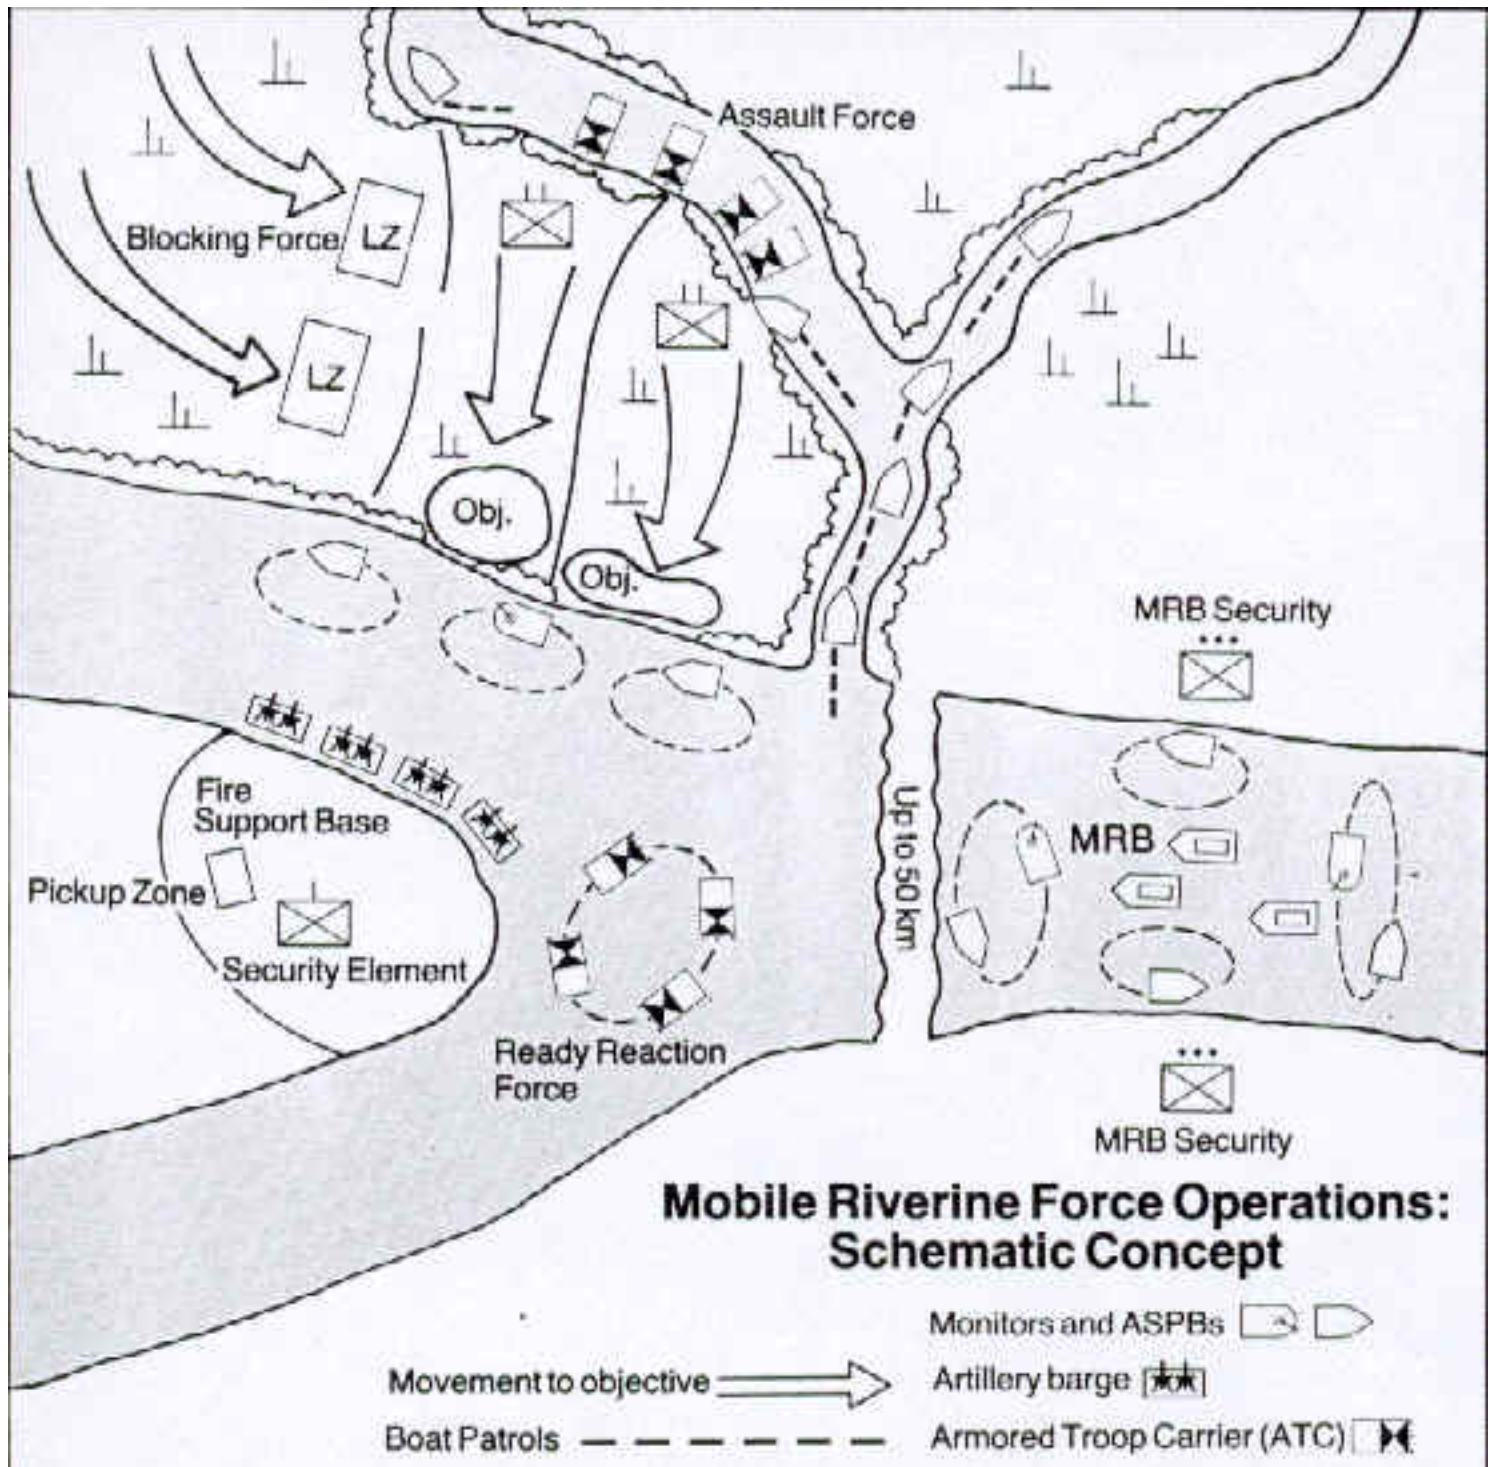 Assault Force
Blocking Force
LZ
LZ
Obj.
Obj.
MRB Security
Fire
Support Base
Pickup Zone
Security Element
Up to 50 km
MRB
Ready Reaction
Force
MRB Security
Mobile Riverine Force Operations:
Schematic Concept
Monitors and ASPBs
Movement to objective
Artillery barge
Boat Patrols
Armored Troop Carrier (ATC)